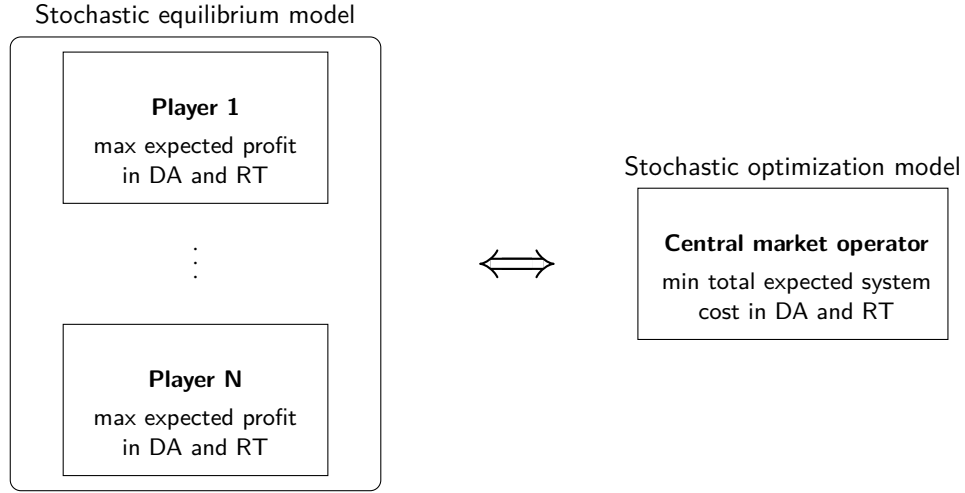 Stochastic equilibrium model
Player 1
max expected profit
in DA and RT
⋮
Player N
max expected profit
in DA and RT
⟺
Stochastic optimization model
Central market operator
min total expected system
cost in DA and RT